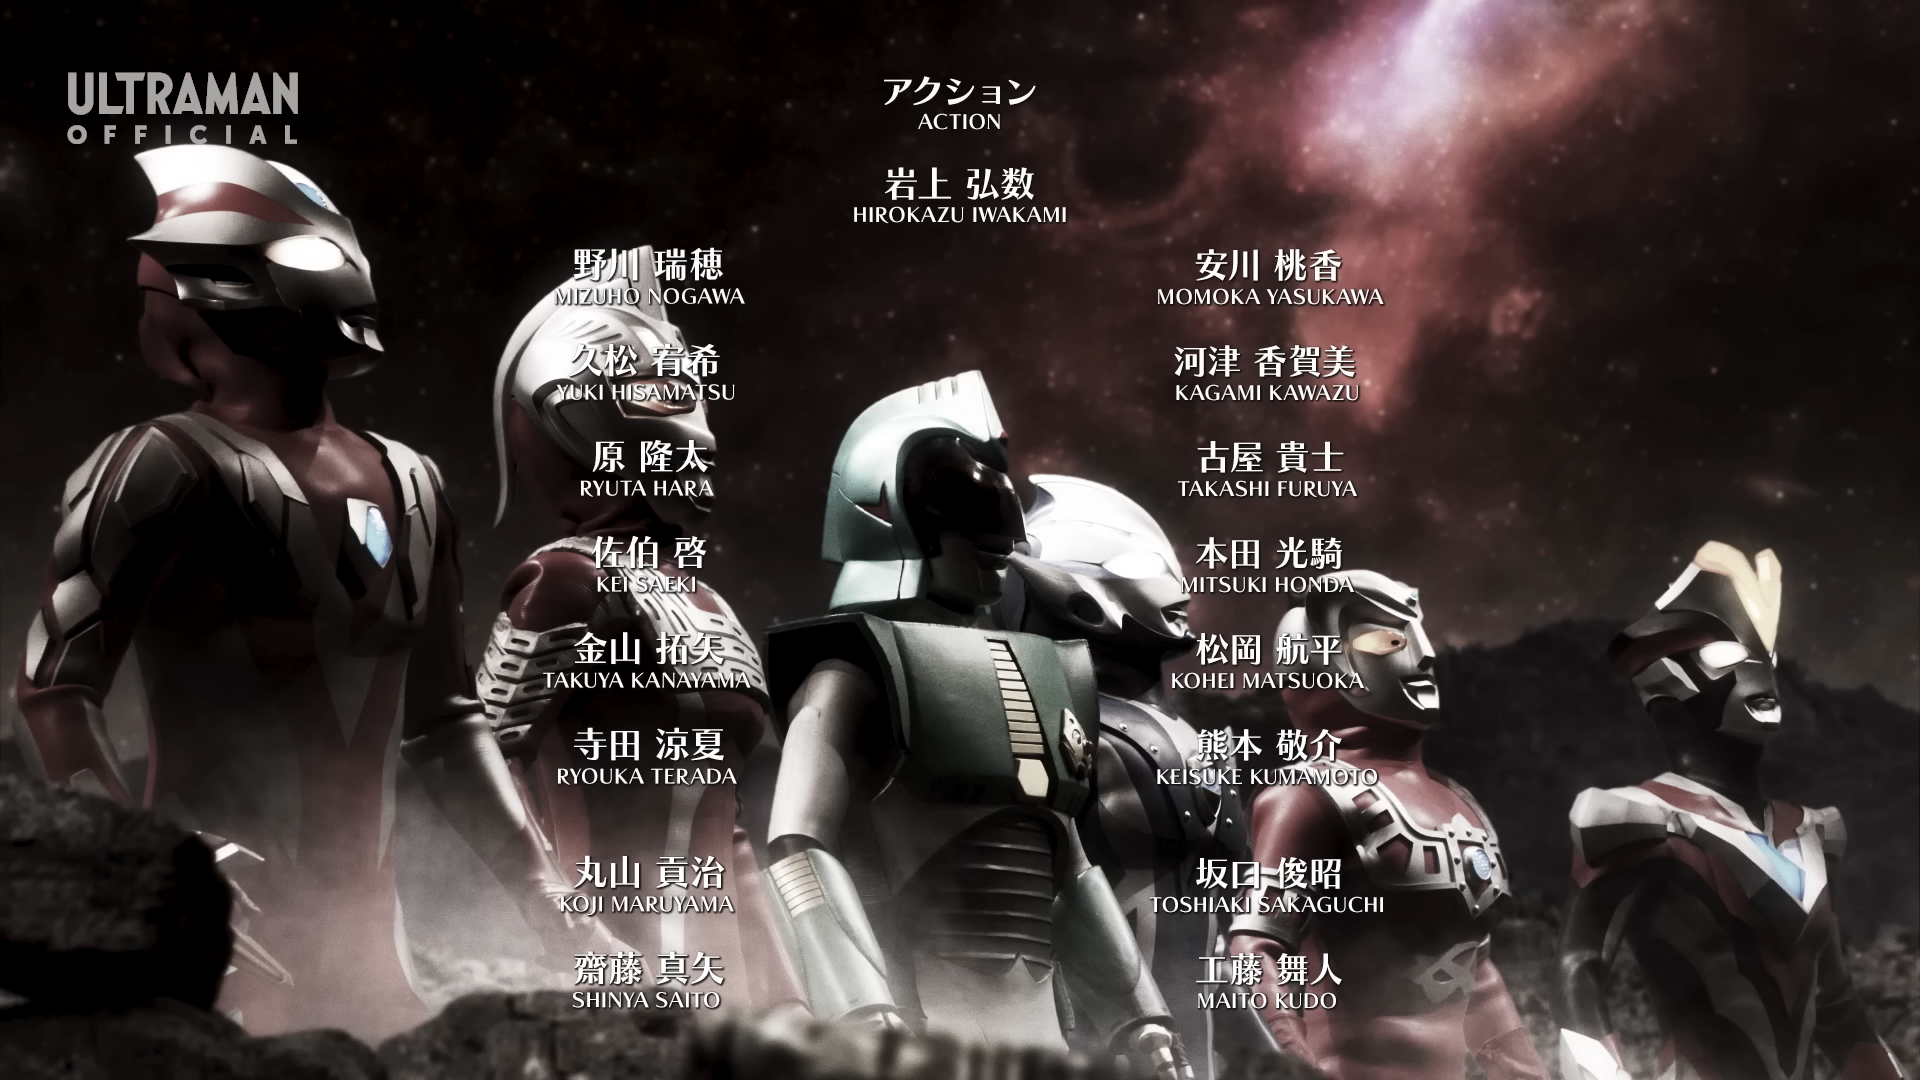 ULTRAMAN
OFFICIAL
アクション
ACTION
岩上 弘数
HIROKAZU IWAKAMI
野川 瑞穂
MIZUHO NOGAWA
安川 桃香
MOMOKA YASUKAWA
久松 宥希
YUKI HISAMATSU
河津 香賀美
KAGAMI KAWAZU
原 隆太
RYUTA HARA
古屋 貴士
TAKASHI FURUYA
佐伯 啓
KEI SAEKI
本田 光騎
MITSUKI HONDA
金山 拓矢
TAKUYA KANAYAMA
松岡 航平
KOHEI MATSUOKA
寺田 涼夏
RYOUKA TERADA
熊本 敬介
KEISUKE KUMAMOTO
丸山 貢治
KOJI MARUYAMA
坂口 俊昭
TOSHIAKI SAKAGUCHI
齋藤 真矢
SHINYA SAITO
工藤 舞人
MAITO KUDO